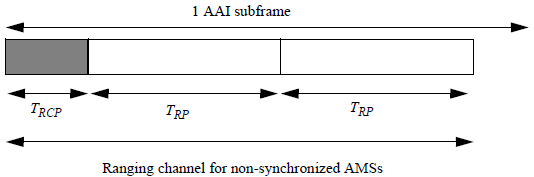 1 AAI subframe
TRCP
TRP
TRP
Ranging channel for non-synchronized AMSs